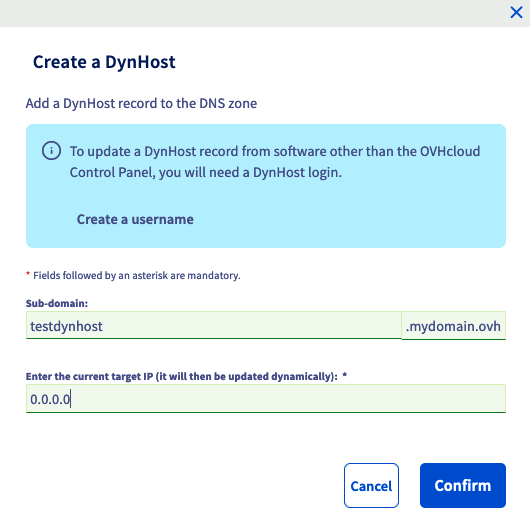 Create a DynHost
Add a DynHost record to the DNS zone
To update a DynHost record from software other than the OVHcloud
Control Panel, you will need a DynHost login.
Create a username
* Fields followed by an asterisk are mandatory.
Sub-domain:
testdynhost .mydomain.ovh
Enter the current target IP (it will then be updated dynamically): *
0.0.0.0
Cancel Confirm